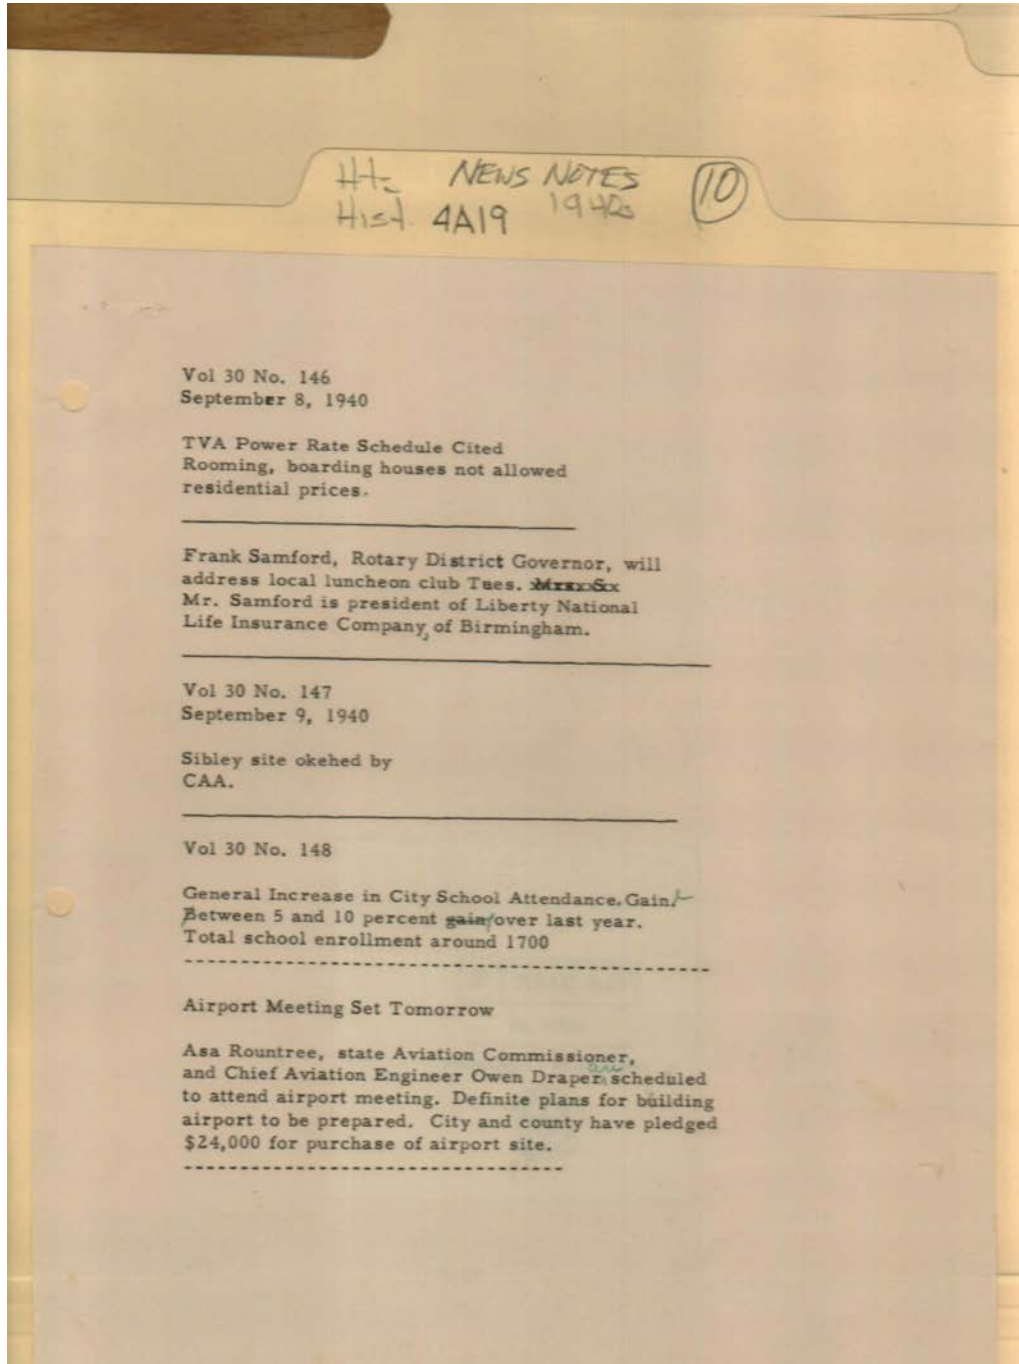 Ht. NEWS NOTES 10
Hist. 4A19 1940s
Vol 30 No. 146
September 8, 1940
TVA Power Rate Schedule Cited
Rooming, boarding houses not allowed
residential prices.
Frank Samford, Rotary District Governor, will
address local luncheon club Tues.
Mr. Samford is president of Liberty National
Life Insurance Company, of Birmingham.
Vol 30 No. 147
September 9, 1940
Sibley site okehed by
CAA.
Vol 30 No. 148
General Increase in City School Attendance. Gain
Between 5 and 10 percent gain over last year.
Total school enrollment around 1700
Airport Meeting Set Tomorrow
Asa Rountree, state Aviation Commissioner,
and Chief Aviation Engineer Owen Draper are scheduled
to attend airport meeting. Definite plans for building
airport to be prepared. City and county have pledged
$24,000 for purchase of airport site.